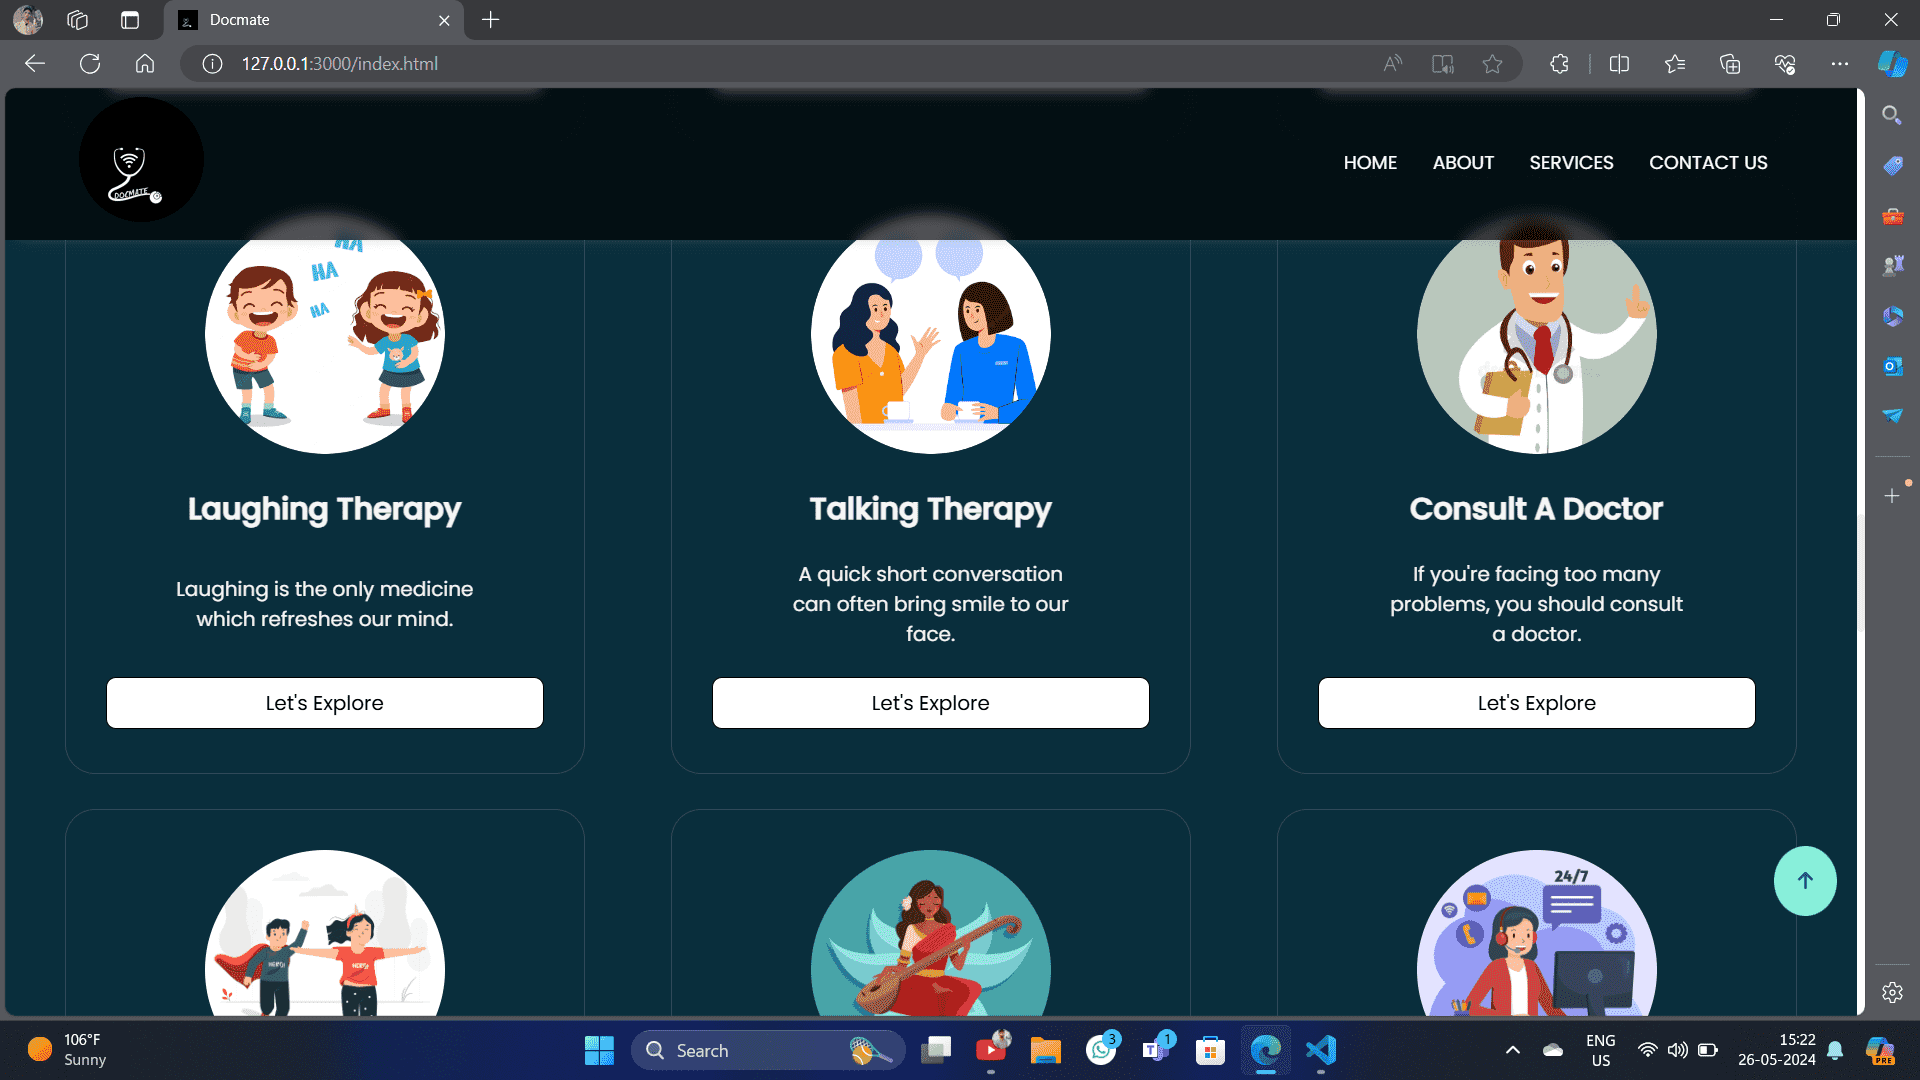 Docmate
127.0.0.1:3000/index.html
DOCMATE
HOME
ABOUT
SERVICES
CONTACT US
HA
HA
HA
Laughing Therapy
Laughing is the only medicine
which refreshes our mind.
Let's Explore
Talking Therapy
A quick short conversation
can often bring smile to our
face.
Let's Explore
Consult A Doctor
If you're facing too many
problems, you should consult
a doctor.
Let's Explore
24/7
106°F
Sunny
Search
3
1
ENG
US
15:22
26-05-2024
PRE